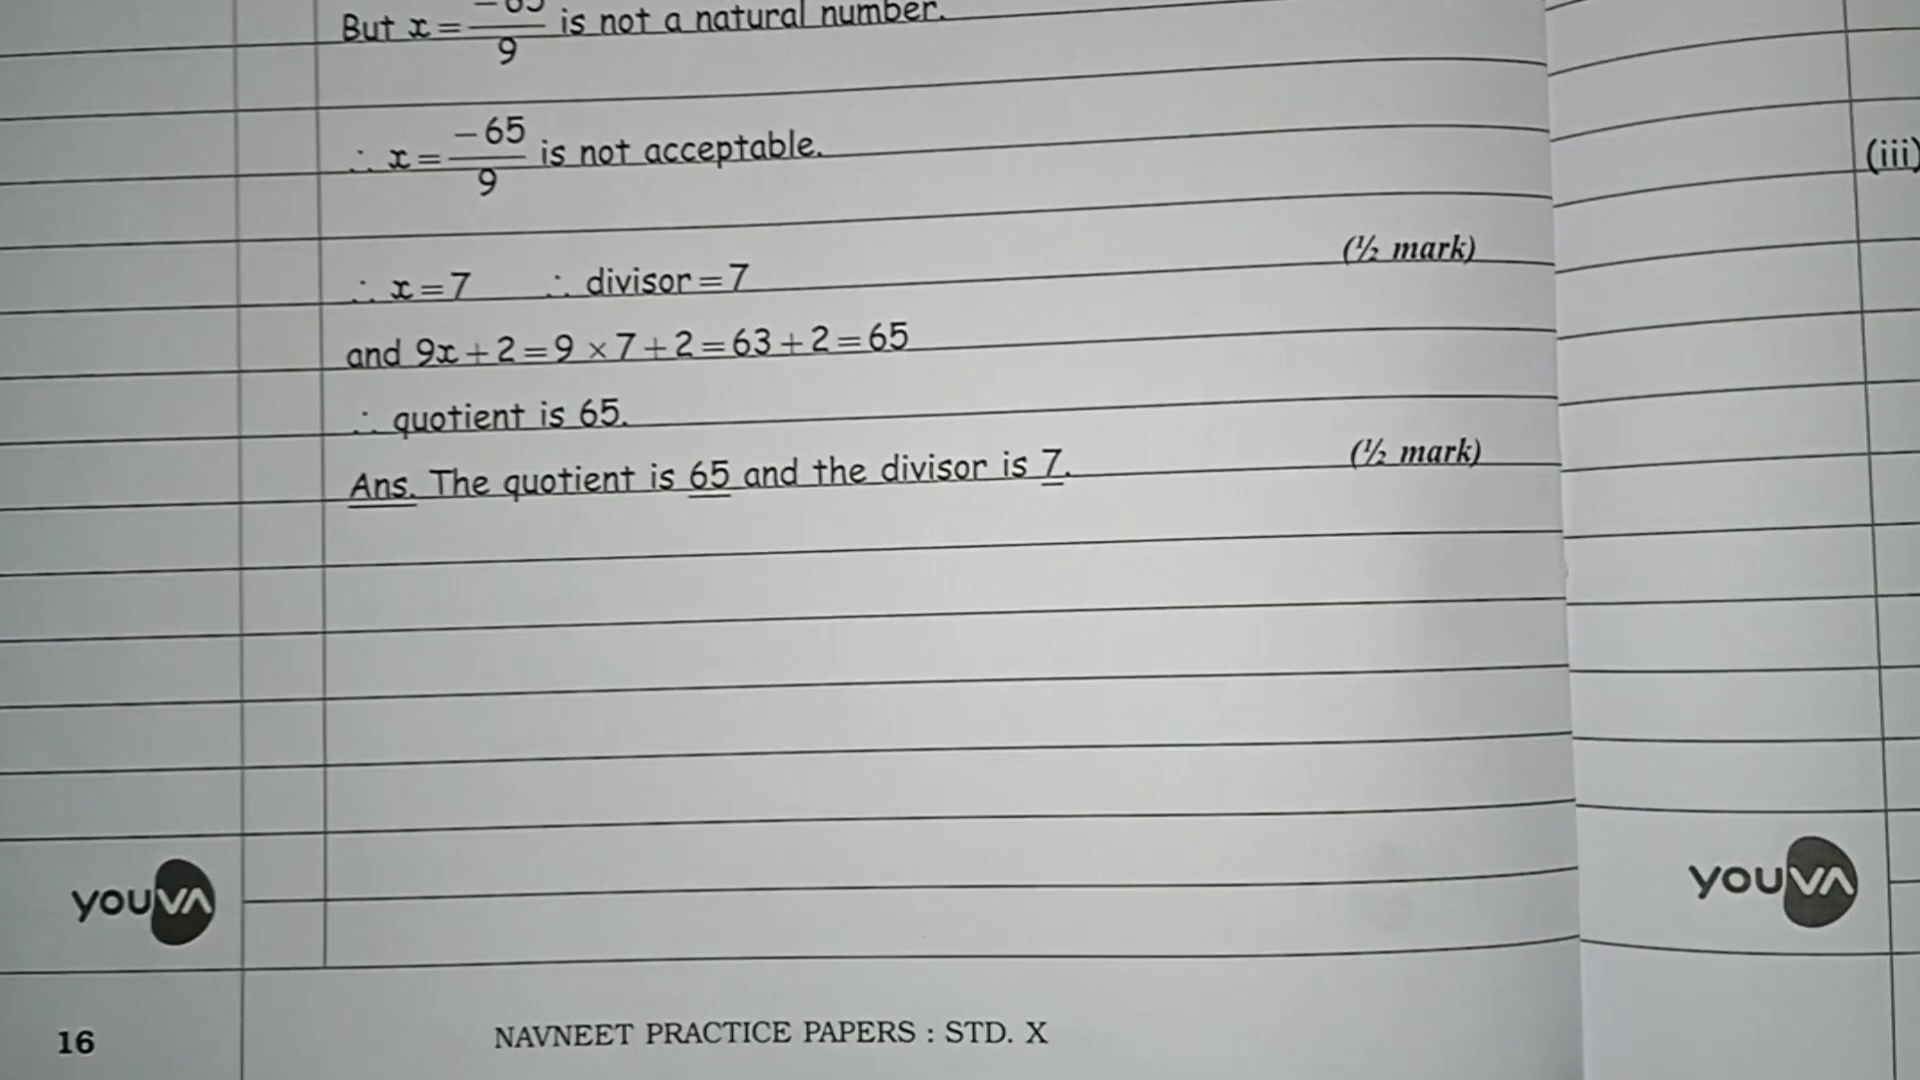 But x = -65/9 is not a natural number.
∴ x = -65/9 is not acceptable.
(iii)
(½ mark)
∴ x = 7 ∴ divisor = 7
and 9x + 2 = 9 × 7 + 2 = 63 + 2 = 65
∴ quotient is 65.
Ans. The quotient is 65 and the divisor is 7. (½ mark)
youva
youva
16 NAVNEET PRACTICE PAPERS : STD. X